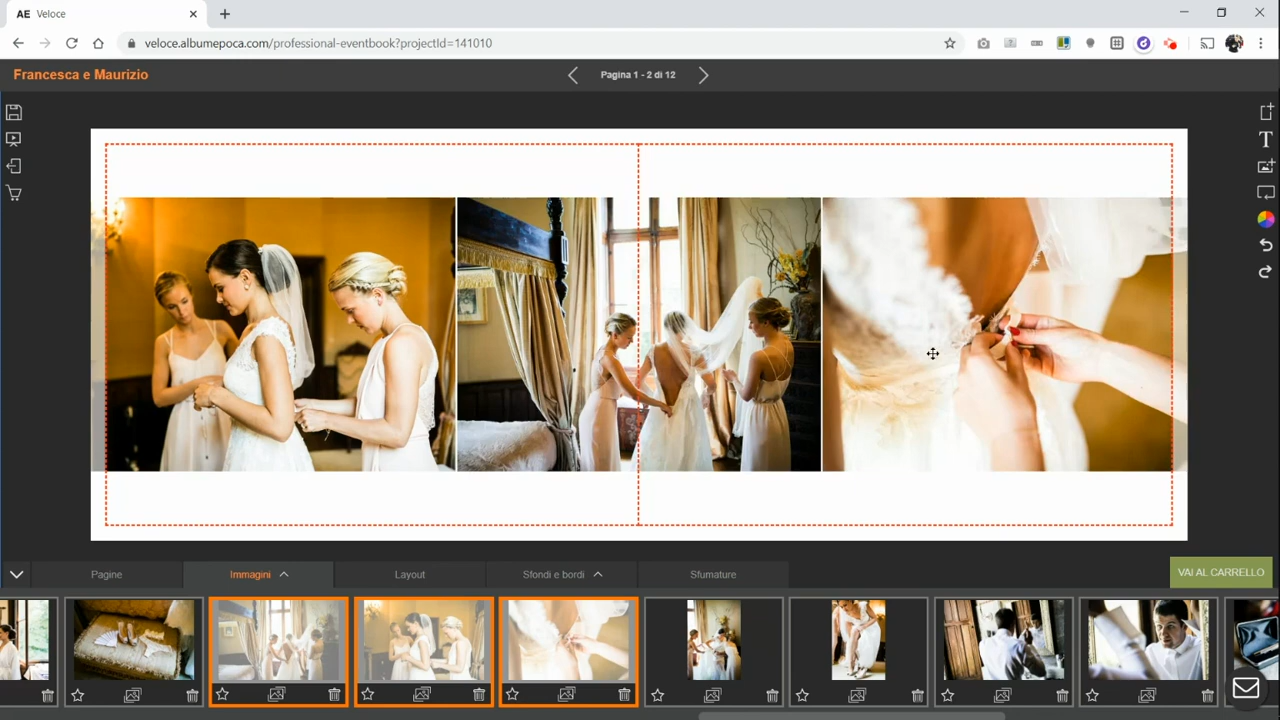 AE Veloce
veloce.albumepoca.com/professional-eventbook?projectId=141010
Francesca e Maurizio
Pagina 1 - 2 di 12
T
Pagine
Immagini
Layout
Sfondi e bordi
Sfumature
VAI AL CARRELLO